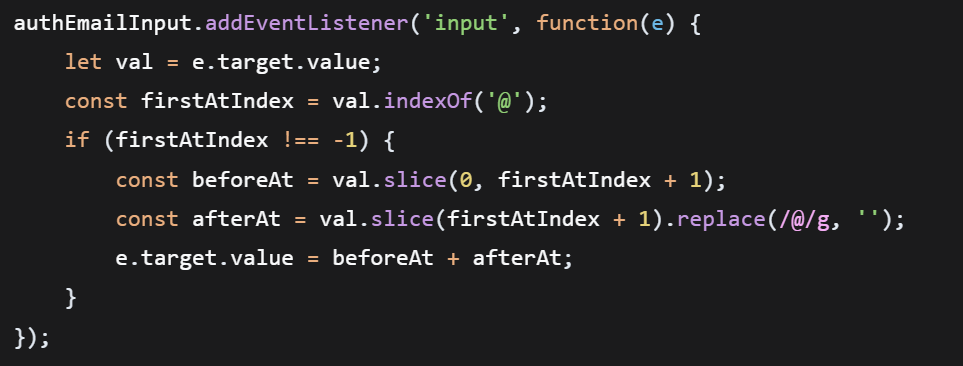 authEmailInput.addEventListener('input', function(e) {
    let val = e.target.value;
    const firstAtIndex = val.indexOf('@');
    if (firstAtIndex !== -1) {
        const beforeAt = val.slice(0, firstAtIndex + 1);
        const afterAt = val.slice(firstAtIndex + 1).replace(/@/g, '');
        e.target.value = beforeAt + afterAt;
    }
});